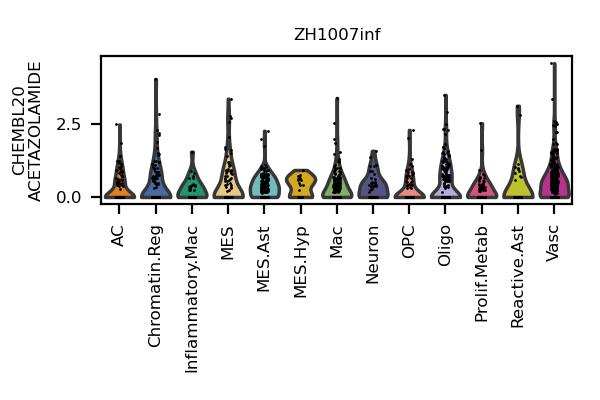 ZH1007inf
CHEMBL20
ACETAZOLAMIDE
2.5
0.0
AC
Chromatin.Reg
Inflammatory.Mac
MES
MES.Ast
MES.Hyp
Mac
Neuron
OPC
Oligo
Prolif.Metab
Reactive.Ast
Vasc